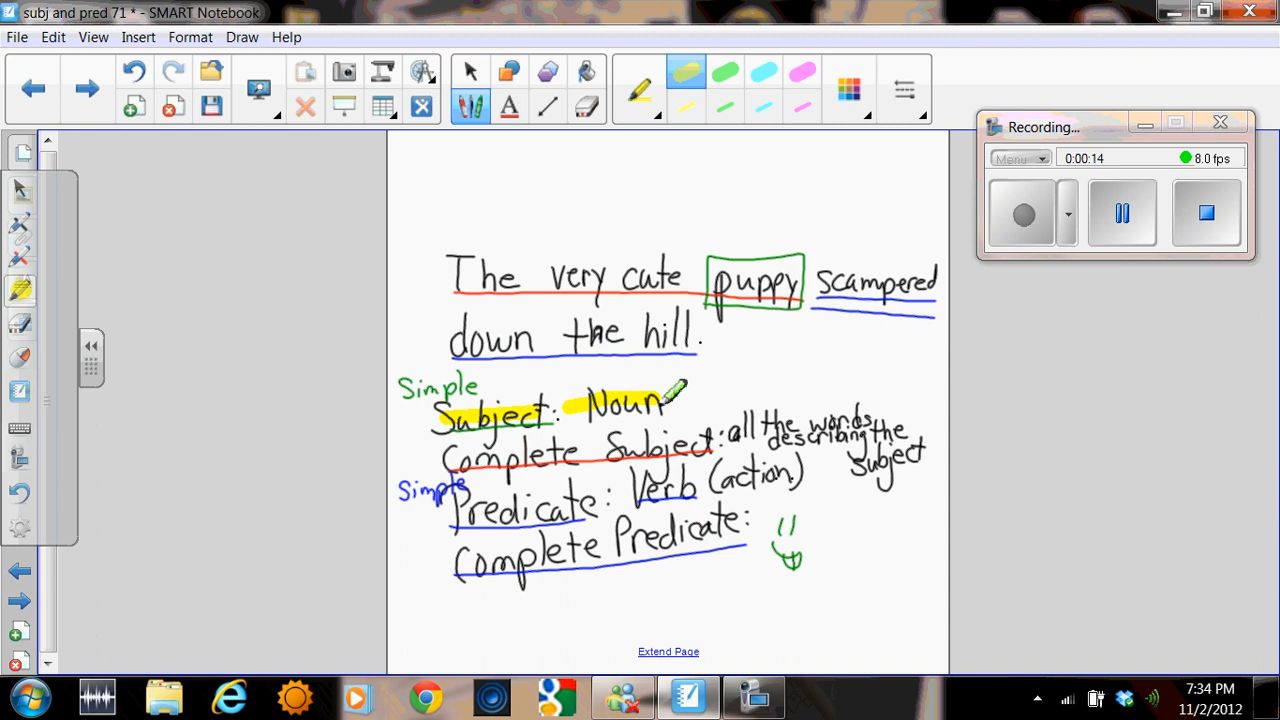 subj and pred 71 * - SMART Notebook
File Edit View Insert Format Draw Help
Recording...
Menu 0:00:14 8.0 fps
The very cute puppy scampered
down the hill.
Simple
Subject: Noun
Complete Subject: all the words
describing the
subject
Simple
Predicate: Verb (action)
Complete Predicate: "
Extend Page
7:34 PM
11/2/2012